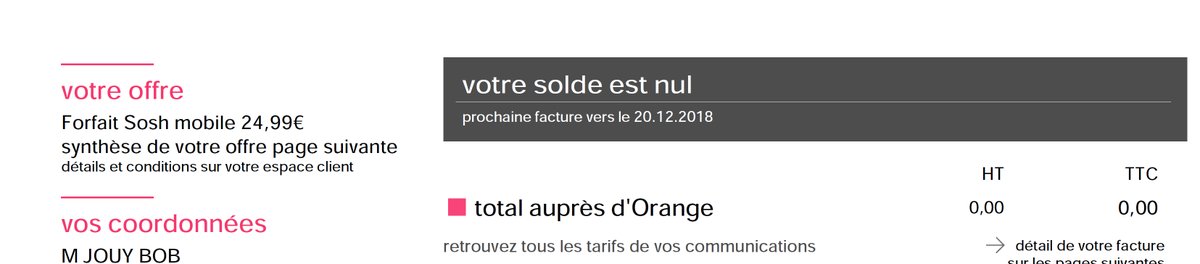 votre offre
Forfait Sosh mobile 24,99€
synthèse de votre offre page suivante
détails et conditions sur votre espace client
vos coordonnées
M JOUY BOB
votre solde est nul
prochaine facture vers le 20.12.2018
HT TTC
total auprès d'Orange 0,00 0,00
retrouvez tous les tarifs de vos communications
→ détail de votre facture
sur les pages suivantes